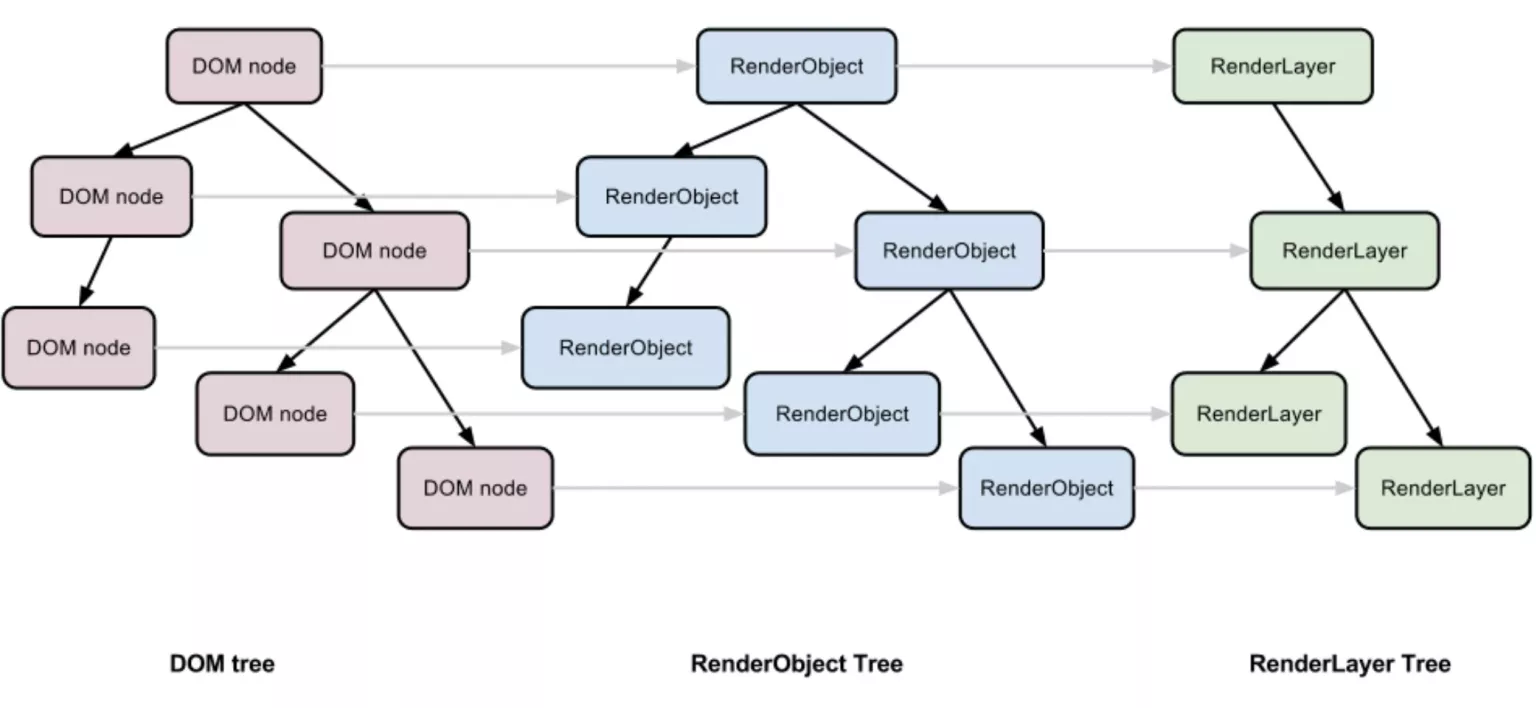 DOM node
RenderObject
RenderLayer
DOM node
RenderObject
DOM node
RenderObject
RenderLayer
DOM node
RenderObject
DOM node
RenderObject
RenderLayer
DOM node
RenderObject
RenderLayer
DOM tree
RenderObject Tree
RenderLayer Tree